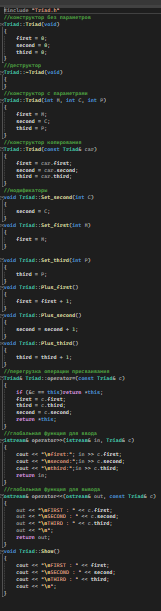 #include "Triad.h"
//конструктор без параметров
Triad::Triad(void)
{
first = 0;
second = 0;
third = 0;
}
//деструктор
Triad::~Triad(void)
{
}
//конструктор с параметрами
Triad::Triad(int M, int C, int P)
{
first = M;
second = C;
third = P;
}
//конструктор копирования
Triad::Triad(const Triad& car)
{
first = car.first;
second = car.second;
third = car.third;
}
//модификаторы
void Triad::Set_second(int C)
{
second = C;
}
void Triad::Set_first(int M)
{
first = M;
}
void Triad::Set_third(int P)
{
third = P;
}
void Triad::Plus_first()
{
first = first + 1;
}
void Triad::Plus_second()
{
second = second + 1;
}
void Triad::Plus_third()
{
third = third + 1;
}
//перегрузка операции присваивания
Triad& Triad::operator=(const Triad& c)
{
if (&c == this)return *this;
first = c.first;
third = c.third;
second = c.second;
return *this;
}
//глобальная функция для ввода
istream& operator>>(istream& in, Triad& c)
{
cout << "\nfirst:"; in >> c.first;
cout << "\nsecond:";in >> c.second;
cout << "\nthird:";in >> c.third;
return in;
}
//глобальная функция для вывода
ostream& operator<<(ostream& out, const Triad& c)
{
out << "\nFIRST : " << c.first;
out << "\nSECOND : " << c.second;
out << "\nTHIRD : " << c.third;
out << "\n";
return out;
}
void Triad::Show()
{
cout << "\nFIRST : " << first;
cout << "\nSECOND : " << second;
cout << "\nTHIRD : " << third;
cout << "\n";
}